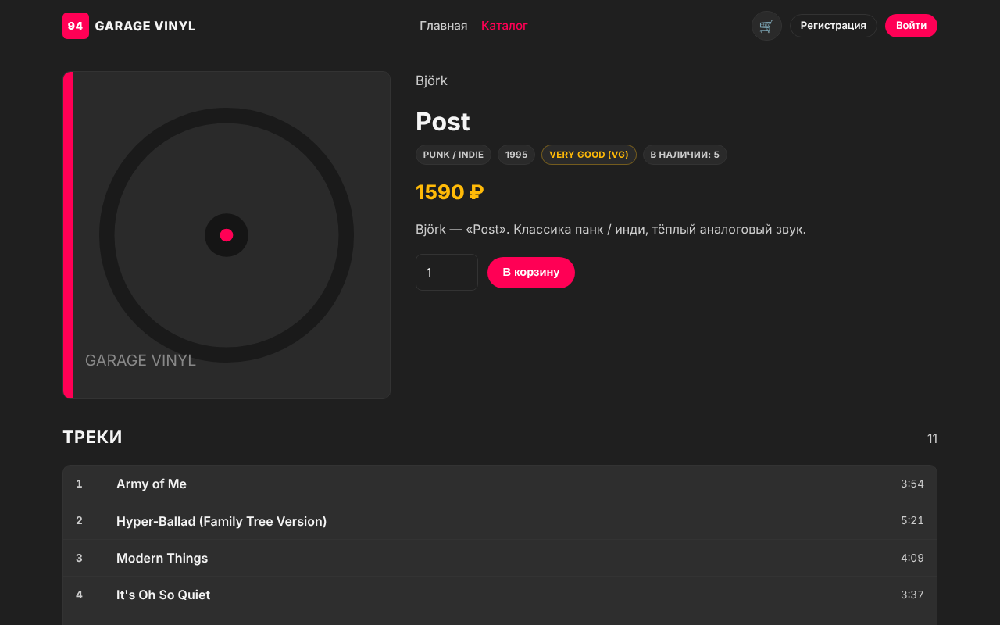 94 GARAGE VINYL Главная Каталог 🛒 Регистрация Войти
GARAGE VINYL
Björk
Post
PUNK / INDIE 1995 VERY GOOD (VG) В НАЛИЧИИ: 5
1590 ₽
Björk — «Post». Классика панк / инди, тёплый аналоговый звук.
1 В корзину
ТРЕКИ 11
1 Army of Me 3:54
2 Hyper-Ballad (Family Tree Version) 5:21
3 Modern Things 4:09
4 It's Oh So Quiet 3:37